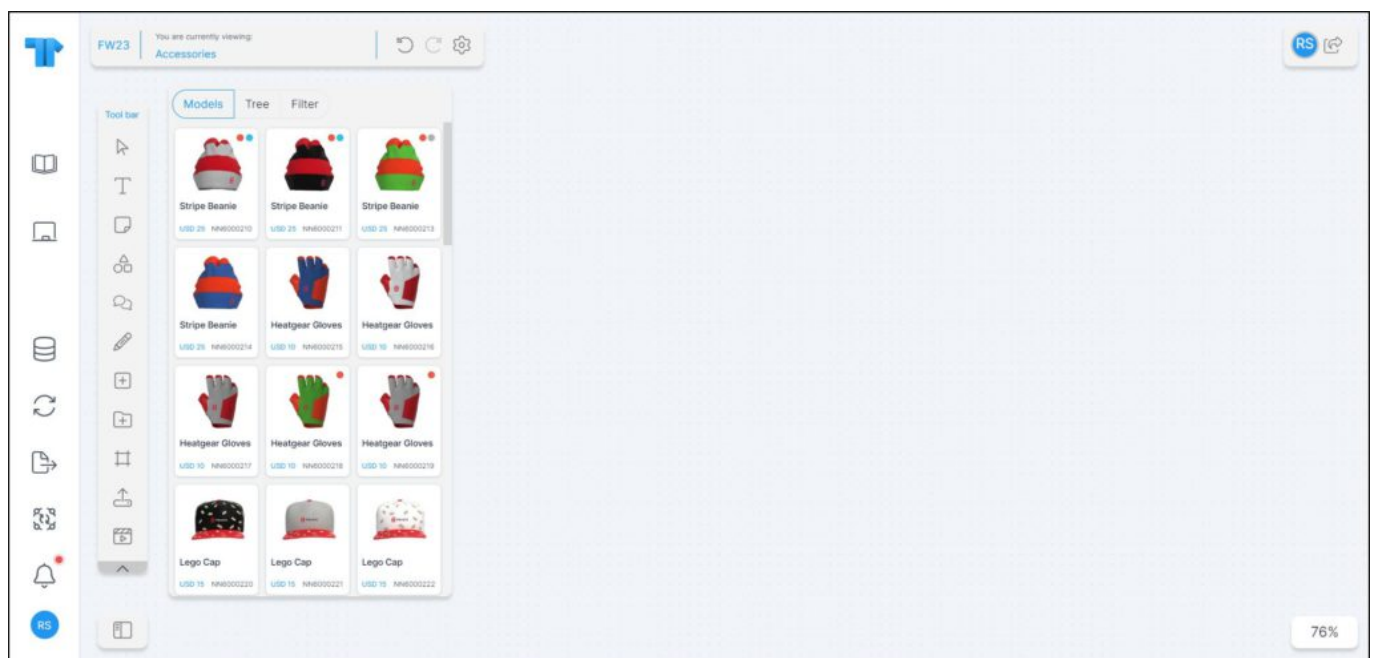 FW23
You are currently viewing:
Accessories
RS
Tool bar
Models Tree Filter
Stripe Beanie Stripe Beanie Stripe Beanie
USD 25 NN6000210 USD 25 NN6000211 USD 25 NN6000213
Stripe Beanie Heatgear Gloves Heatgear Gloves
USD 25 NN6000214 USD 10 NN6000215 USD 10 NN6000216
Heatgear Gloves Heatgear Gloves Heatgear Gloves
USD 10 NN6000217 USD 10 NN6000218 USD 10 NN6000219
Lego Cap Lego Cap Lego Cap
USD 15 NN6000220 USD 15 NN6000221 USD 15 NN6000222
RS
76%